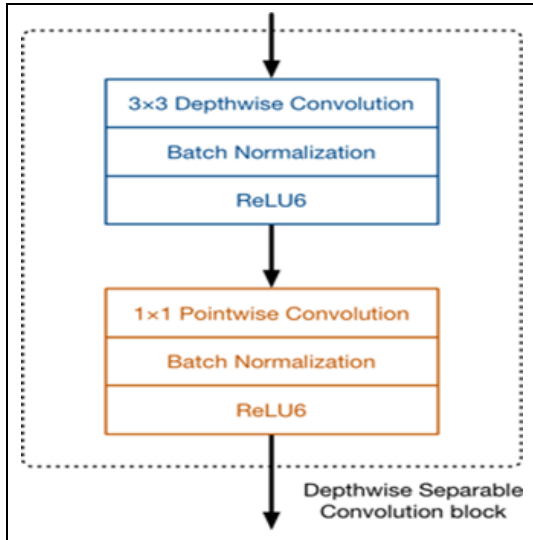 3×3 Depthwise Convolution
Batch Normalization
ReLU6
1×1 Pointwise Convolution
Batch Normalization
ReLU6
Depthwise Separable
Convolution block